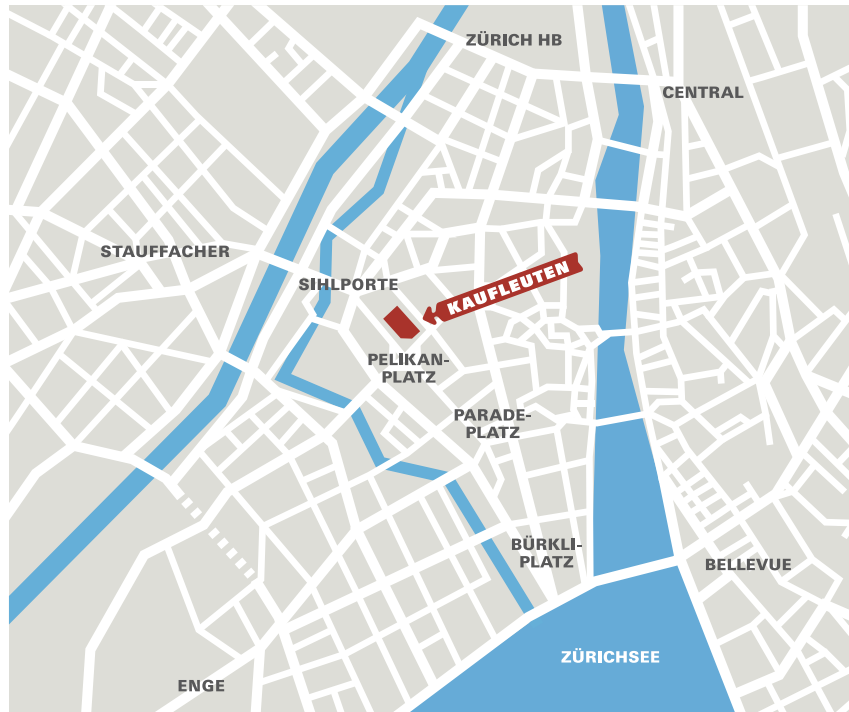 ZÜRICH HB
CENTRAL
STAUFFACHER
SIHLPORTE
KAUFLEUTEN
PELIKAN-
PLATZ
PARADE-
PLATZ
BÜRKLI-
PLATZ
BELLEVUE
ZÜRICHSEE
ENGE